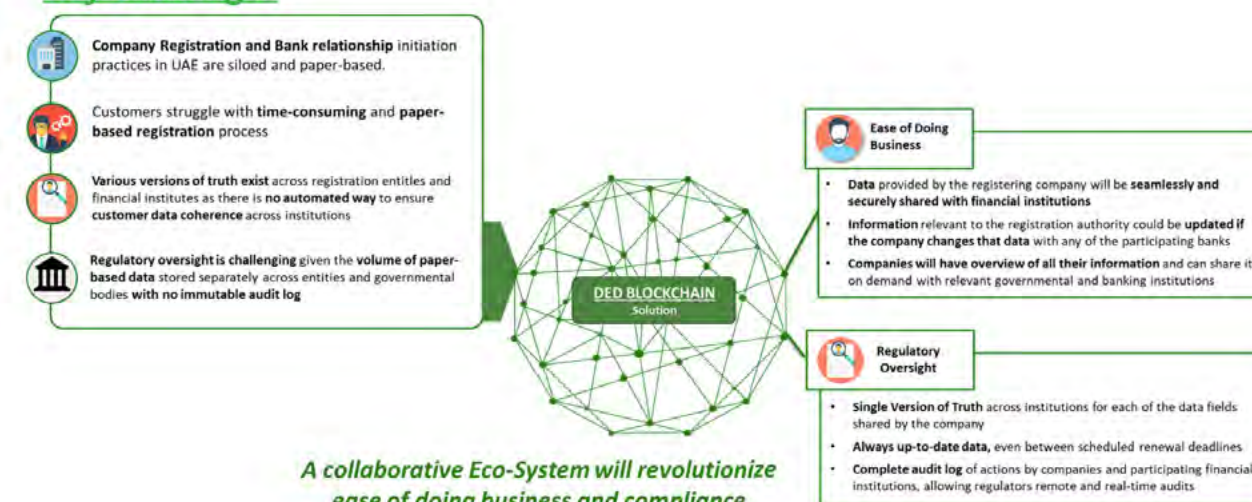 Company Registration and Bank relationship initiation
practices in UAE are siloed and paper-based.
Customers struggle with time-consuming and paper-
based registration process
Various versions of truth exist across registration entitles and
financial institutes as there is no automated way to ensure
customer data coherence across institutions
Regulatory oversight is challenging given the volume of paper-
based data stored separately across entities and governmental
bodies with no immutable audit log
DED BLOCKCHAIN
Solution
Ease of Doing
Business
• Data provided by the registering company will be seamlessly and
securely shared with financial institutions
• Information relevant to the registration authority could be updated if
the company changes that data with any of the participating banks
• Companies will have overview of all their information and can share it
on demand with relevant governmental and banking institutions
Regulatory
Oversight
• Single Version of Truth across institutions for each of the data fields
shared by the company
• Always up-to-date data, even between scheduled renewal deadlines
• Complete audit log of actions by companies and participating financial
institutions, allowing regulators remote and real-time audits
A collaborative Eco-System will revolutionize
ease of doing business and compliance